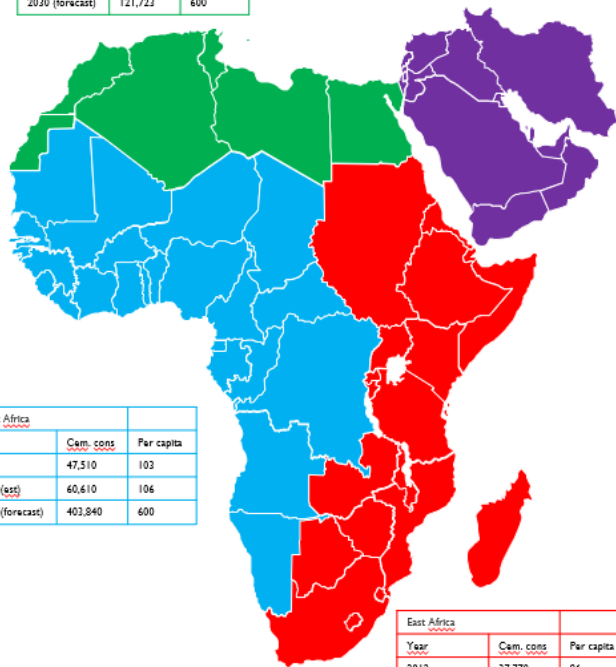 2030 (forecast) 121,723 600
Africa
Cem. cons Per capita
47,510 103
(est) 60,610 106
(forecast) 403,840 600
East Africa
Year Cem. cons Per capita